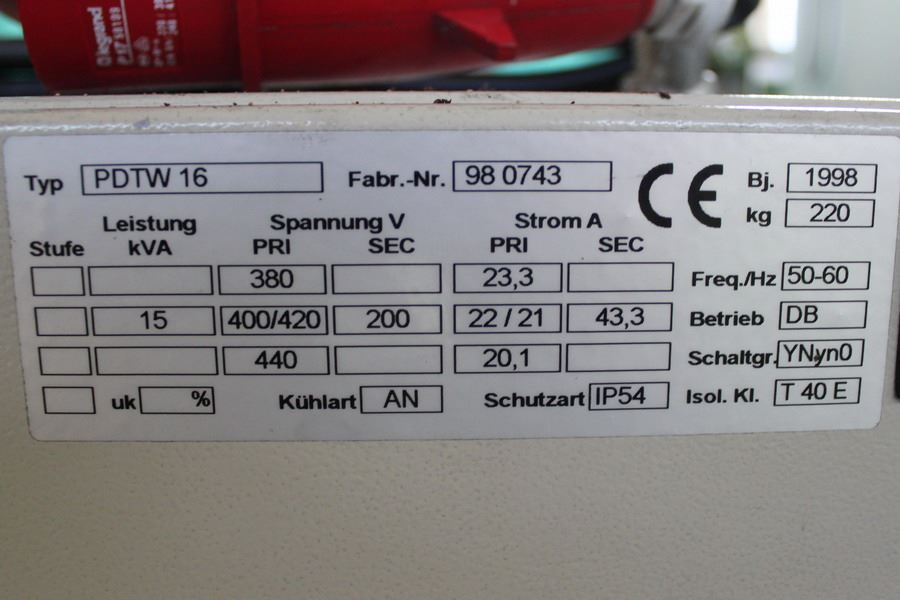 legrand
Typ PDTW 16 Fabr.-Nr. 98 0743 CE Bj. 1998
kg 220
Leistung Spannung V Strom A
Stufe kVA PRI SEC PRI SEC
380 23,3 Freq./Hz 50-60
15 400/420 200 22 / 21 43,3 Betrieb DB
440 20,1 Schaltgr. YNyn0
uk % Kühlart AN Schutzart IP54 Isol. Kl. T 40 E